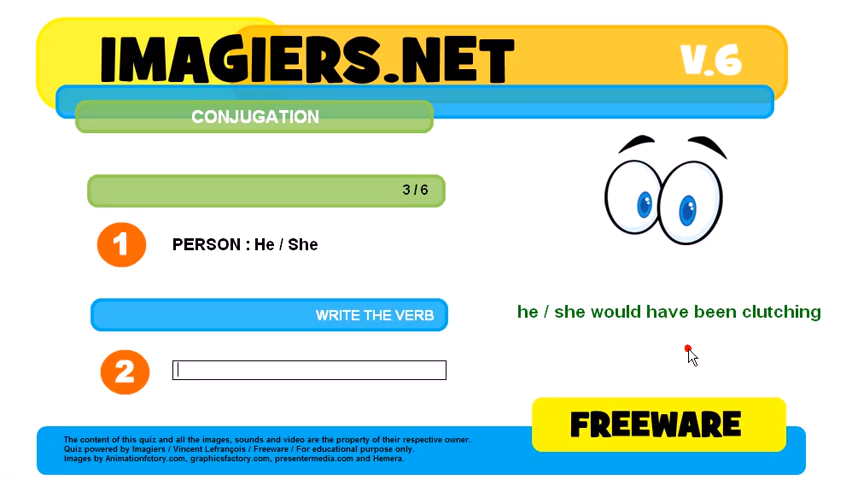 IMAGIERS.NET
V.6
CONJUGATION
3 / 6
1
PERSON : He / She
WRITE THE VERB
he / she would have been clutching
2
FREEWARE
The content of this quiz and all the images, sounds and video are the property of their respective owner.
Quiz powered by Imagiers / Vincent Lefrançois / Freeware / For educational purpose only.
Images by Animationfctory.com, graphicsfactory.com, presentermedia.com and Hemera.